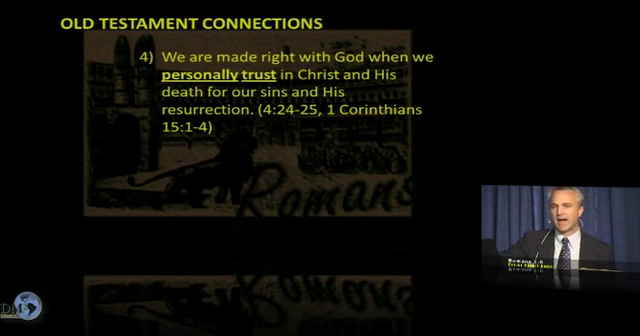 OLD TESTAMENT CONNECTIONS
4) We are made right with God when we
personally trust in Christ and His
death for our sins and His
resurrection. (4:24-25, 1 Corinthians
15:1-4)
Romans
DM